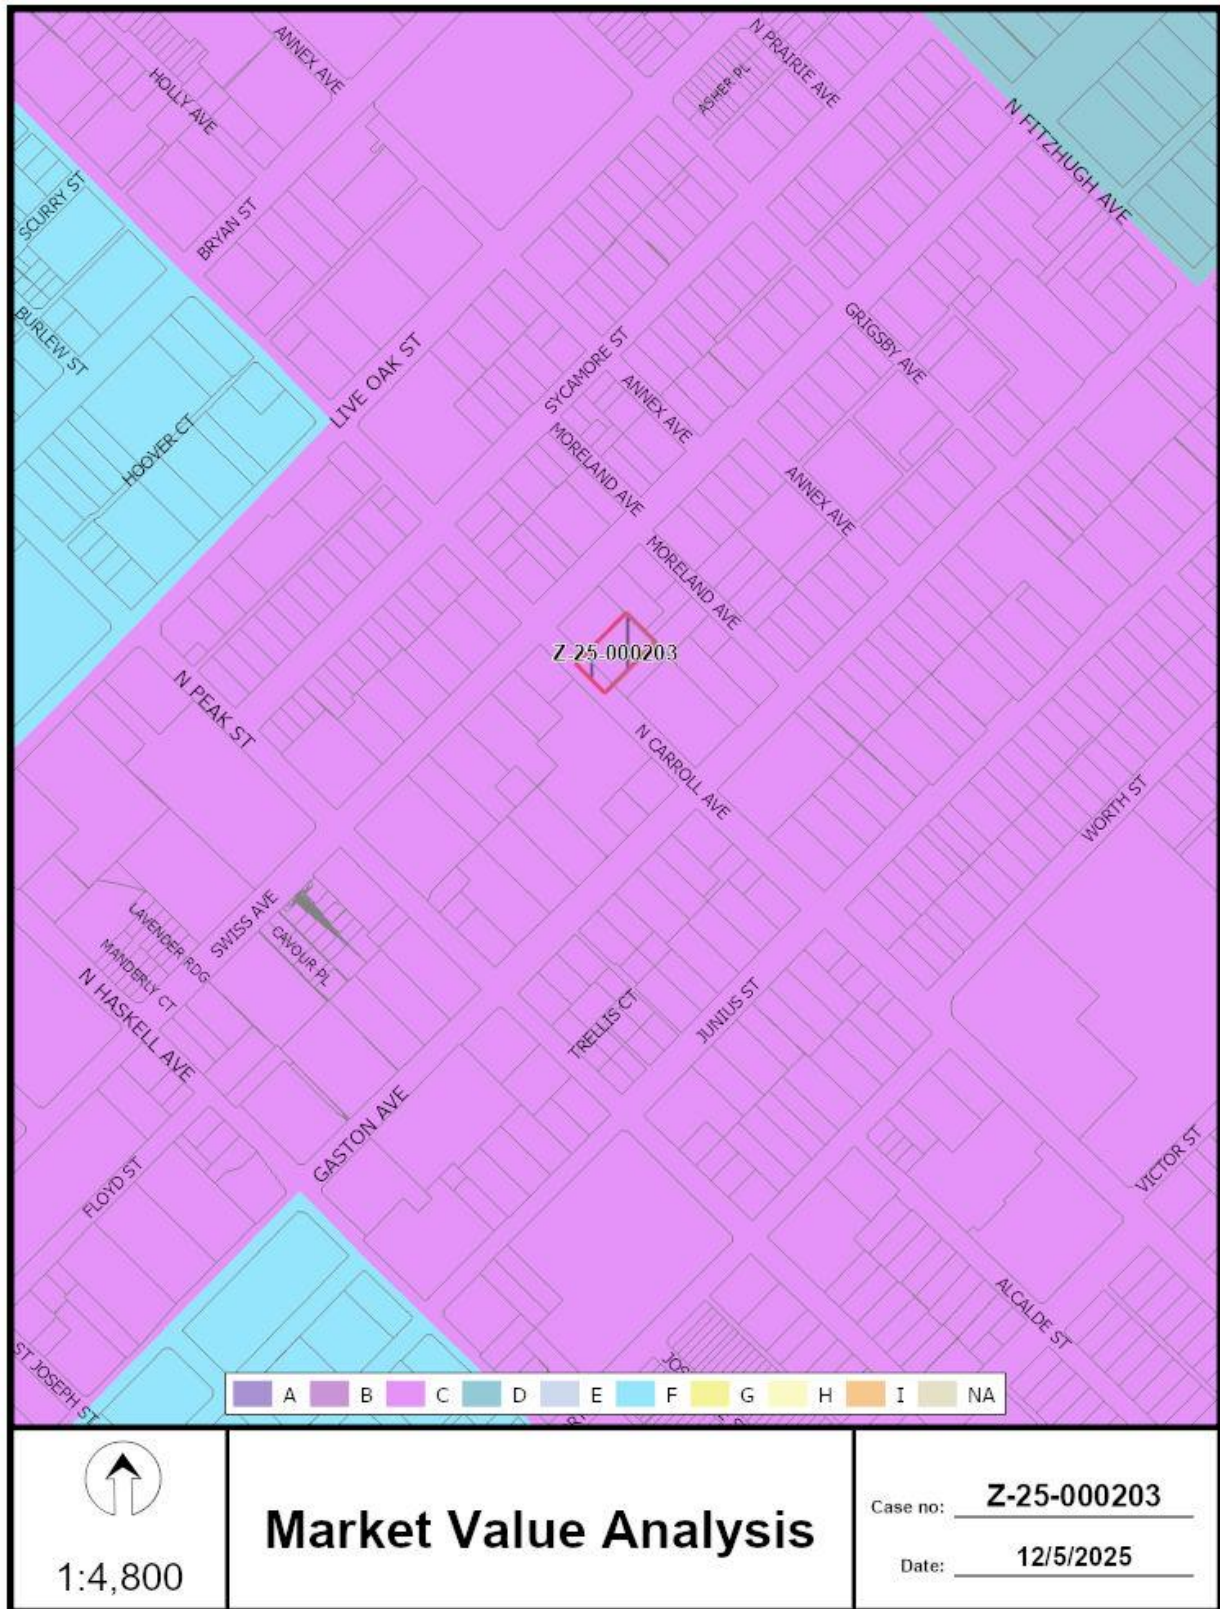 ANNEX AVE
N PRAIRIE AVE
HOLLY AVE
ASHER PL
N FITZHUGH AVE
SCURRY ST
BRYAN ST
BURLEW ST
GRIGSBY AVE
LIVE OAK ST
SYCAMORE ST
ANNEX AVE
HOOVER CT
MORELAND AVE
ANNEX AVE
MORELAND AVE
Z-25-000203
N PEAK ST
N CARROLL AVE
WORTH ST
SWISS AVE
LAVENDER RDG
CAVOUR PL
MANDERLY CT
N HASKELL AVE
TRELLIS CT
JUNIUS ST
GASTON AVE
FLOYD ST
VICTOR ST
ALCALDE ST
ST JOSEPH ST
A B C D E F G H I NA
1:4,800
Market Value Analysis
Case no: Z-25-000203
Date: 12/5/2025